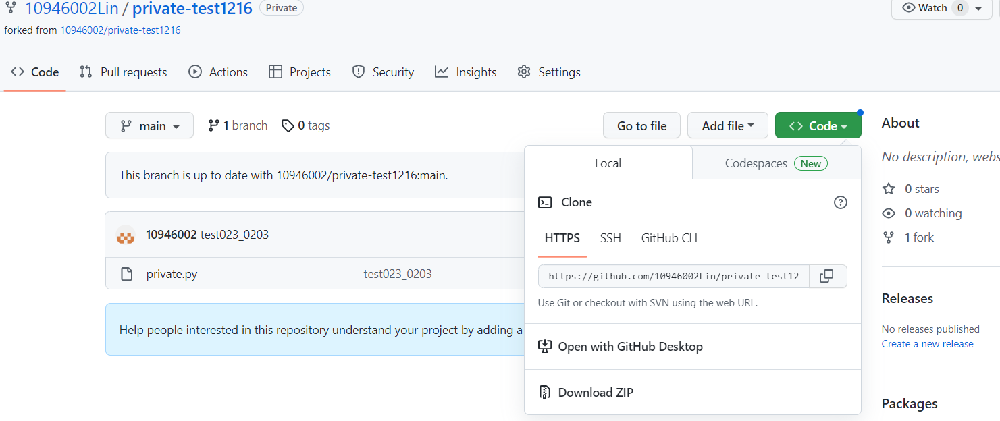 10946002Lin / private-test1216 Private Watch 0
forked from 10946002/private-test1216
Code Pull requests Actions Projects Security Insights Settings
main 1 branch 0 tags Go to file Add file Code
This branch is up to date with 10946002/private-test1216:main.
10946002 test023_0203
private.py test023_0203
Help people interested in this repository understand your project by adding a
Local Codespaces New
Clone
HTTPS SSH GitHub CLI
https://github.com/10946002Lin/private-test12
Use Git or checkout with SVN using the web URL.
Open with GitHub Desktop
Download ZIP
About
No description, webs
0 stars
0 watching
1 fork
Releases
No releases published
Create a new release
Packages